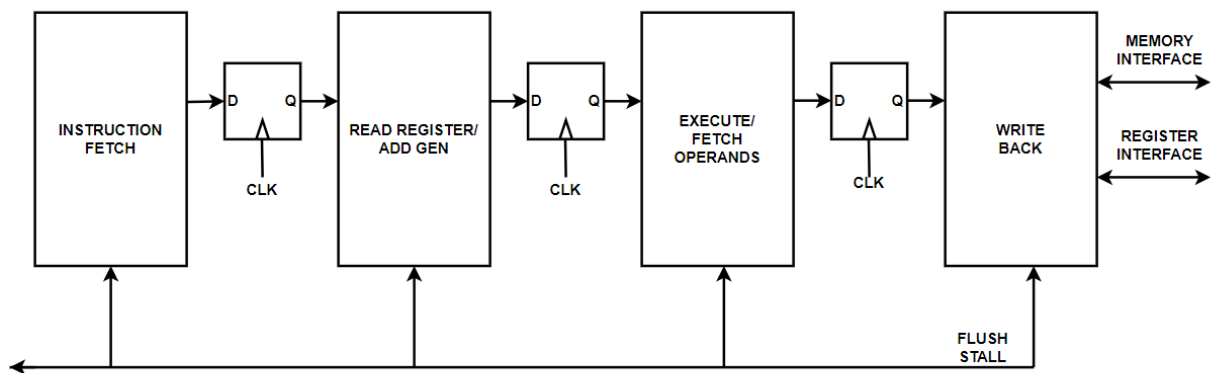 INSTRUCTION
FETCH
D
Q
CLK
READ REGISTER/
ADD GEN
D
Q
CLK
EXECUTE/
FETCH
OPERANDS
D
Q
CLK
WRITE
BACK
MEMORY
INTERFACE
REGISTER
INTERFACE
FLUSH
STALL